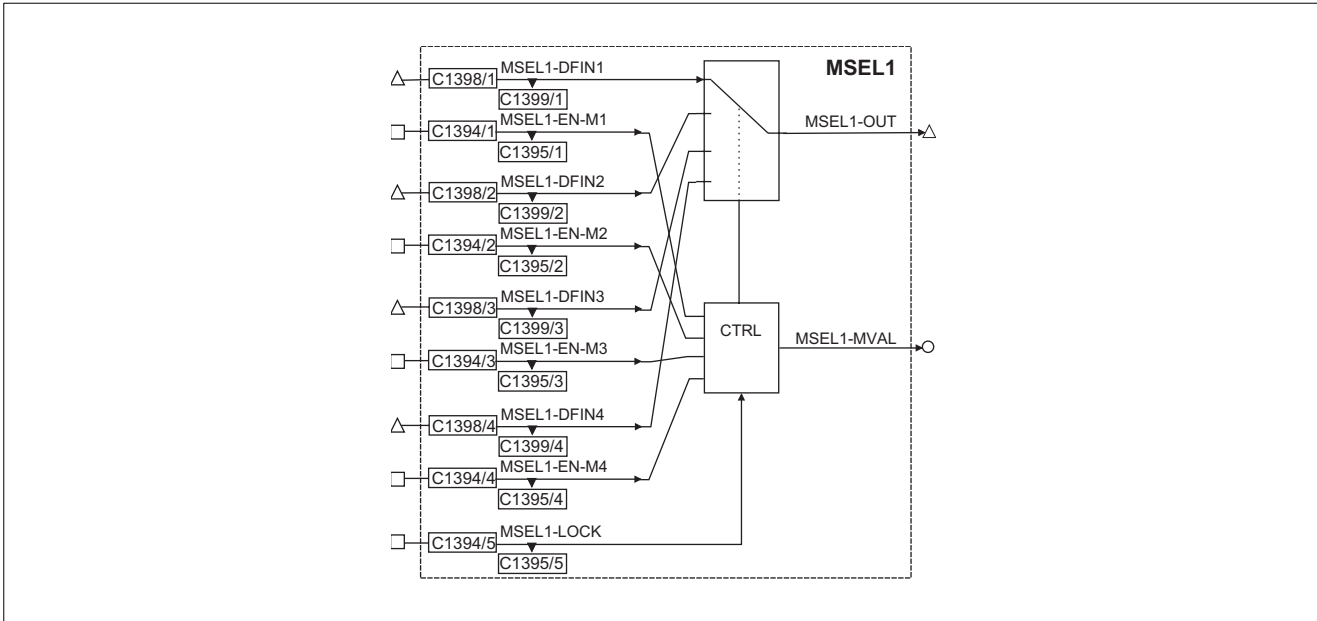 MSEL1
C1398/1 MSEL1-DFIN1
C1399/1
C1394/1 MSEL1-EN-M1
C1395/1
MSEL1-OUT
C1398/2 MSEL1-DFIN2
C1399/2
C1394/2 MSEL1-EN-M2
C1395/2
C1398/3 MSEL1-DFIN3
C1399/3
CTRL
MSEL1-MVAL
C1394/3 MSEL1-EN-M3
C1395/3
C1398/4 MSEL1-DFIN4
C1399/4
C1394/4 MSEL1-EN-M4
C1395/4
C1394/5 MSEL1-LOCK
C1395/5